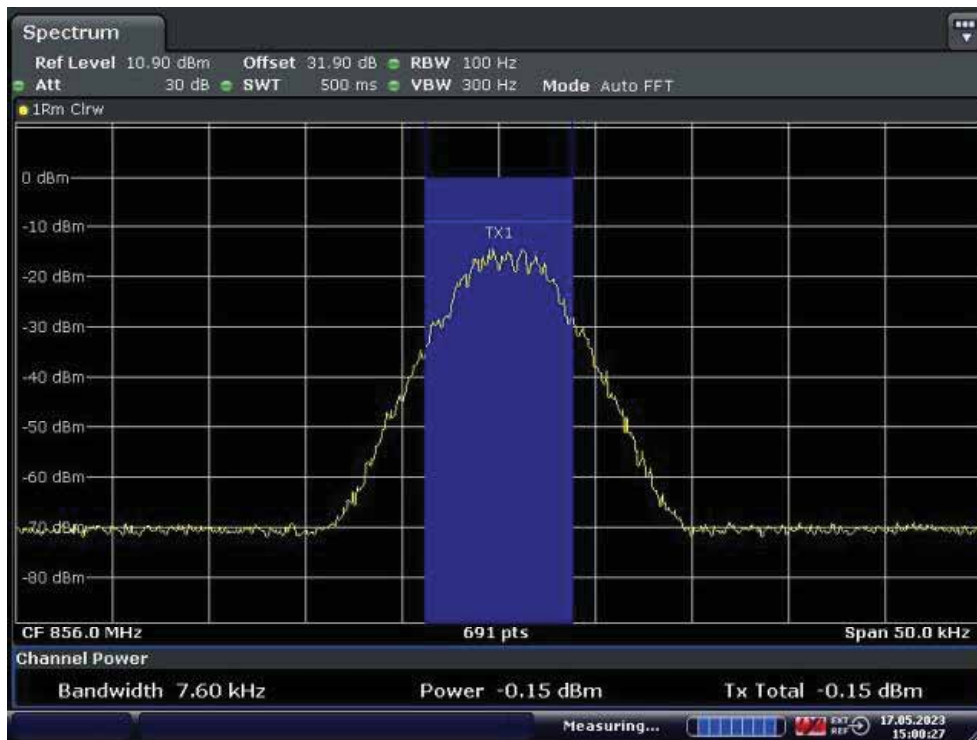 Spectrum
Ref Level 10.90 dBm Offset 31.90 dB RBW 100 Hz
Att 30 dB SWT 500 ms VBW 300 Hz Mode Auto FFT
1Rm Clrw
0 dBm
-10 dBm
TX1
-20 dBm
-30 dBm
-40 dBm
-50 dBm
-60 dBm
-70 dBm
-80 dBm
CF 856.0 MHz 691 pts Span 50.0 kHz
Channel Power
Bandwidth 7.60 kHz Power -0.15 dBm Tx Total -0.15 dBm
Measuring... EXT REF 17.05.2023
15:00:27